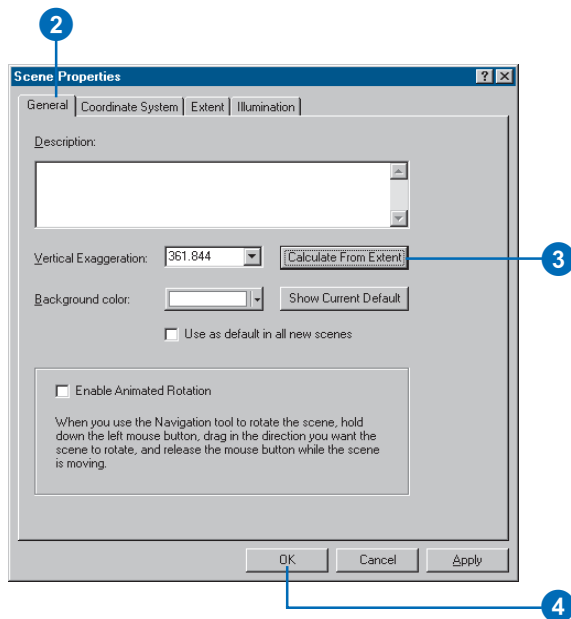 2
Scene Properties
General Coordinate System Extent Illumination
Description:
Vertical Exaggeration: 361.844 Calculate From Extent
3
Background color: Show Current Default
Use as default in all new scenes
Enable Animated Rotation
When you use the Navigation tool to rotate the scene, hold
down the left mouse button, drag in the direction you want the
scene to rotate, and release the mouse button while the scene
is moving.
OK Cancel Apply
4